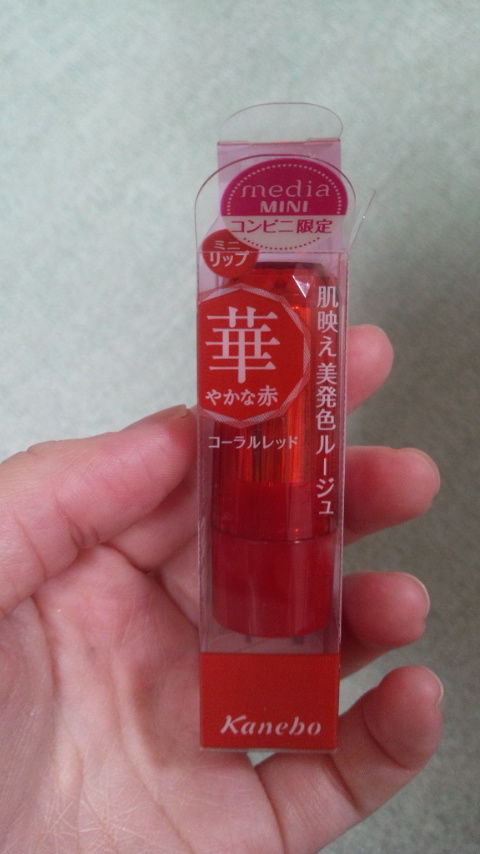 media
MINI
コンビニ限定
ミニ
リップ
華
やかな赤
コーラルレッド
肌映え 美発色ルージュ
Kanebo